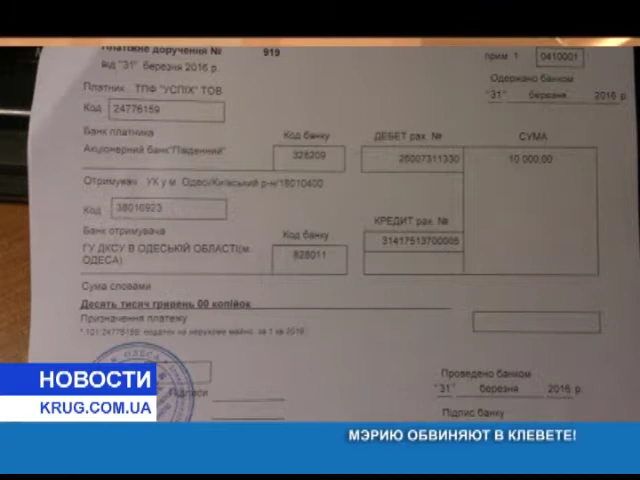 Платіжне доручення № 919
від "31" березня 2016 р.
прим 1 0410001
Одержано банком
"31" березня 2016 р
Платник ТПФ "УСПІХ" ТОВ
Код 24776159
Банк платника Код банку ДЕБЕТ рах. № СУМА
Акціонерний банк "Південний" 328209 26007311330 10 000.00
Отримувач УК у м. Одесі/Київський р-н/18010400
Код 38016923
Банк отримувача Код банку КРЕДИТ рах. №
ГУ ДКСУ В ОДЕСЬКІЙ ОБЛАСТІ(м. ОДЕСА) 828011 31417513700005
Сума словами
Десять тисяч гривень 00 копійок
Призначення платежу
*;101;24776159; податок на нерухоме майно, за 1 кв 2016
ОДЕСА
Підписи
Проведено банком
"31" березня 2016 р
Підпис банку
НОВОСТИ
KRUG.COM.UA
МЭРИЮ ОБВИНЯЮТ В КЛЕВЕТЕ!